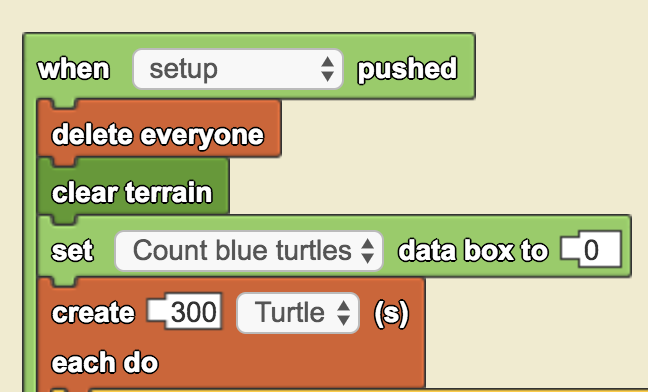 when setup pushed
delete everyone
clear terrain
set Count blue turtles data box to 0
create 300 Turtle (s)
each do